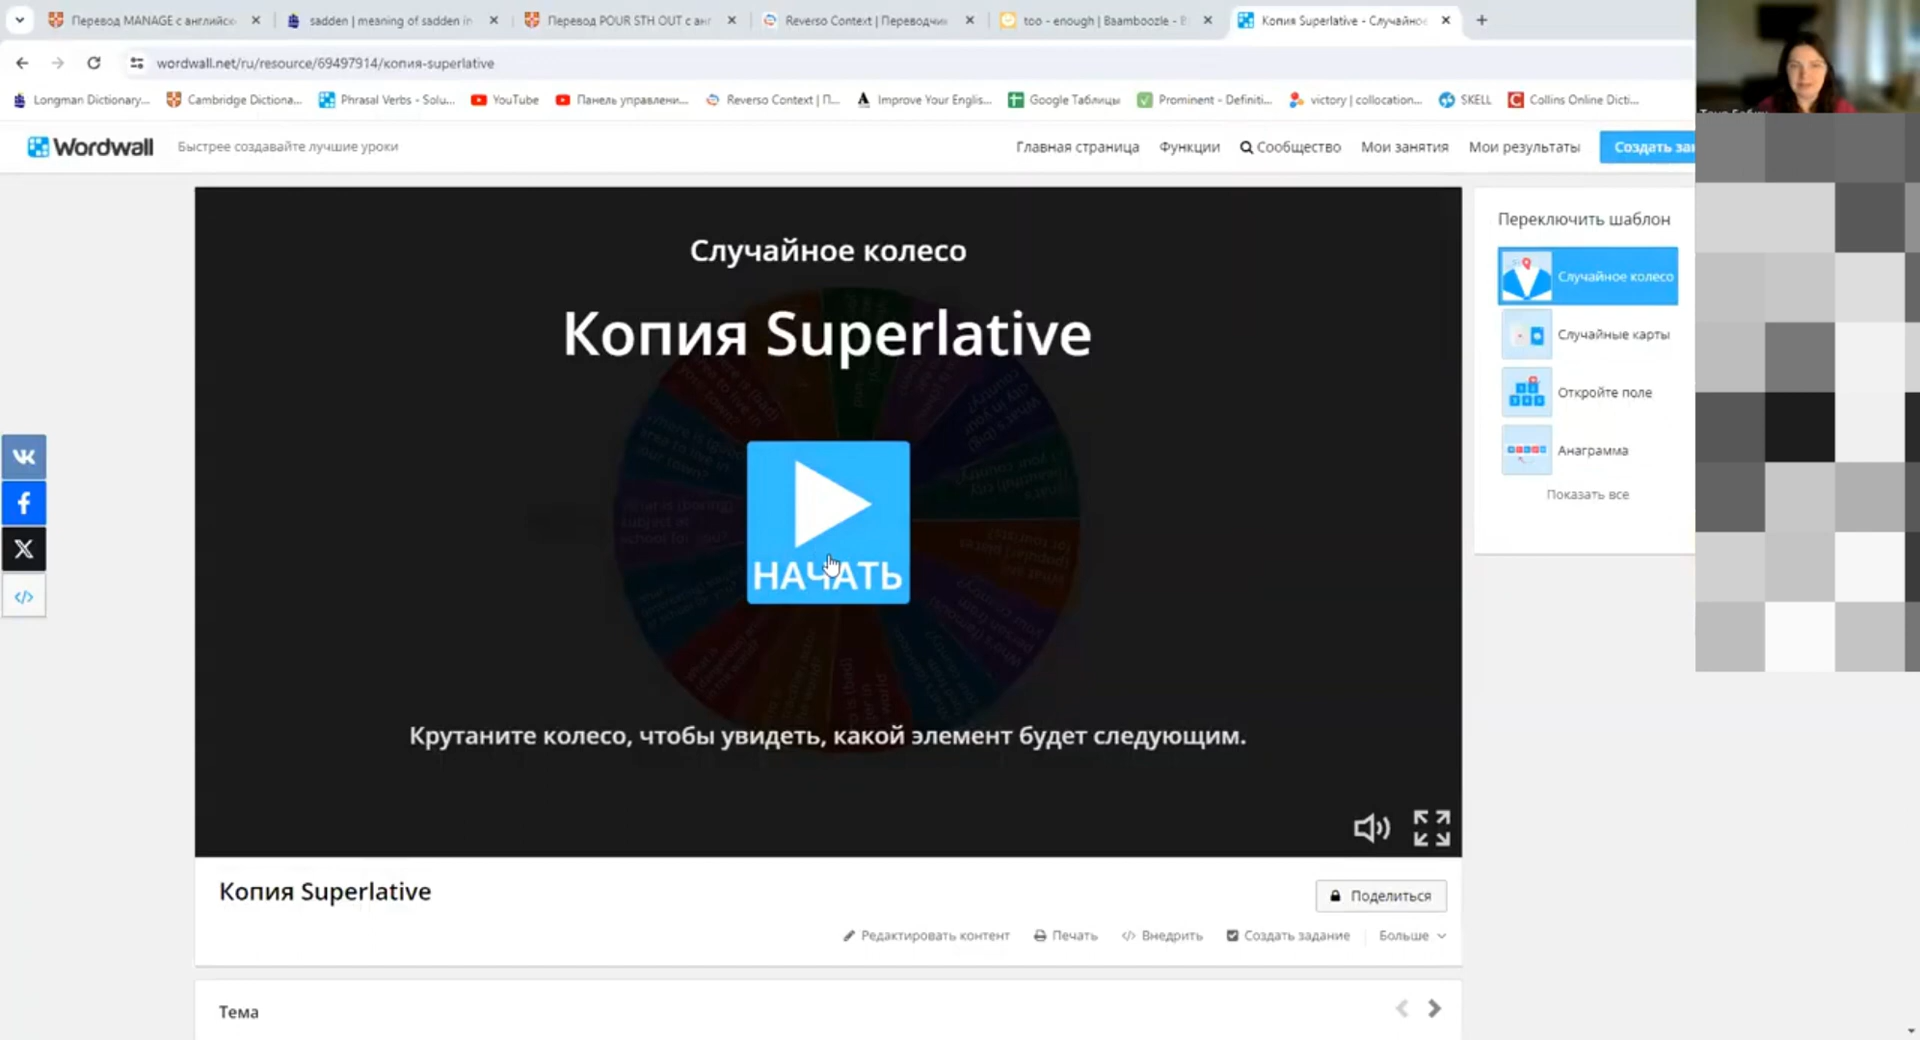 Перевод MANAGE с английско
sadden | meaning of sadden in
Перевод POUR STH OUT с анг
Reverso Context | Переводчик
too - enough | Baamboozle - B
Копия Superlative - Случайное
wordwall.net/ru/resource/69497914/копия-superlative
Longman Dictionary...
Cambridge Dictiona...
Phrasal Verbs - Solu...
YouTube
Панель управлени...
Reverso Context | П...
Improve Your Englis...
Google Таблицы
Prominent - Definiti...
victory | collocation...
SKELL
Collins Online Dicti...
Wordwall
Быстрее создавайте лучшие уроки
Главная страница
Функции
Сообщество
Мои занятия
Мои результаты
Создать зан
Случайное колесо
Копия Superlative
НАЧАТЬ
Крутаните колесо, чтобы увидеть, какой элемент будет следующим.
Переключить шаблон
Случайное колесо
Случайные карты
Откройте поле
Анаграмма
Показать все
Копия Superlative
Поделиться
Редактировать контент
Печать
Внедрить
Создать задание
Больше
Тема